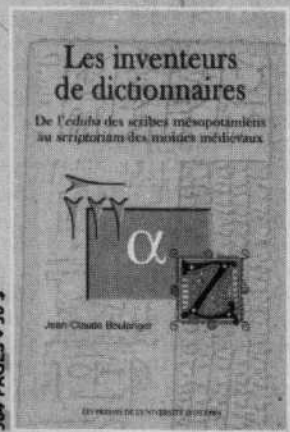 Les inventeurs
de dictionnaires
De l'eduba des scribes mésopotamiens
au scriptorium des moines médiévaux
α
Z
Jean-Claude Boulanger
LES PRESSES DE L'UNIVERSITÉ D'OTTAWA
PAGES